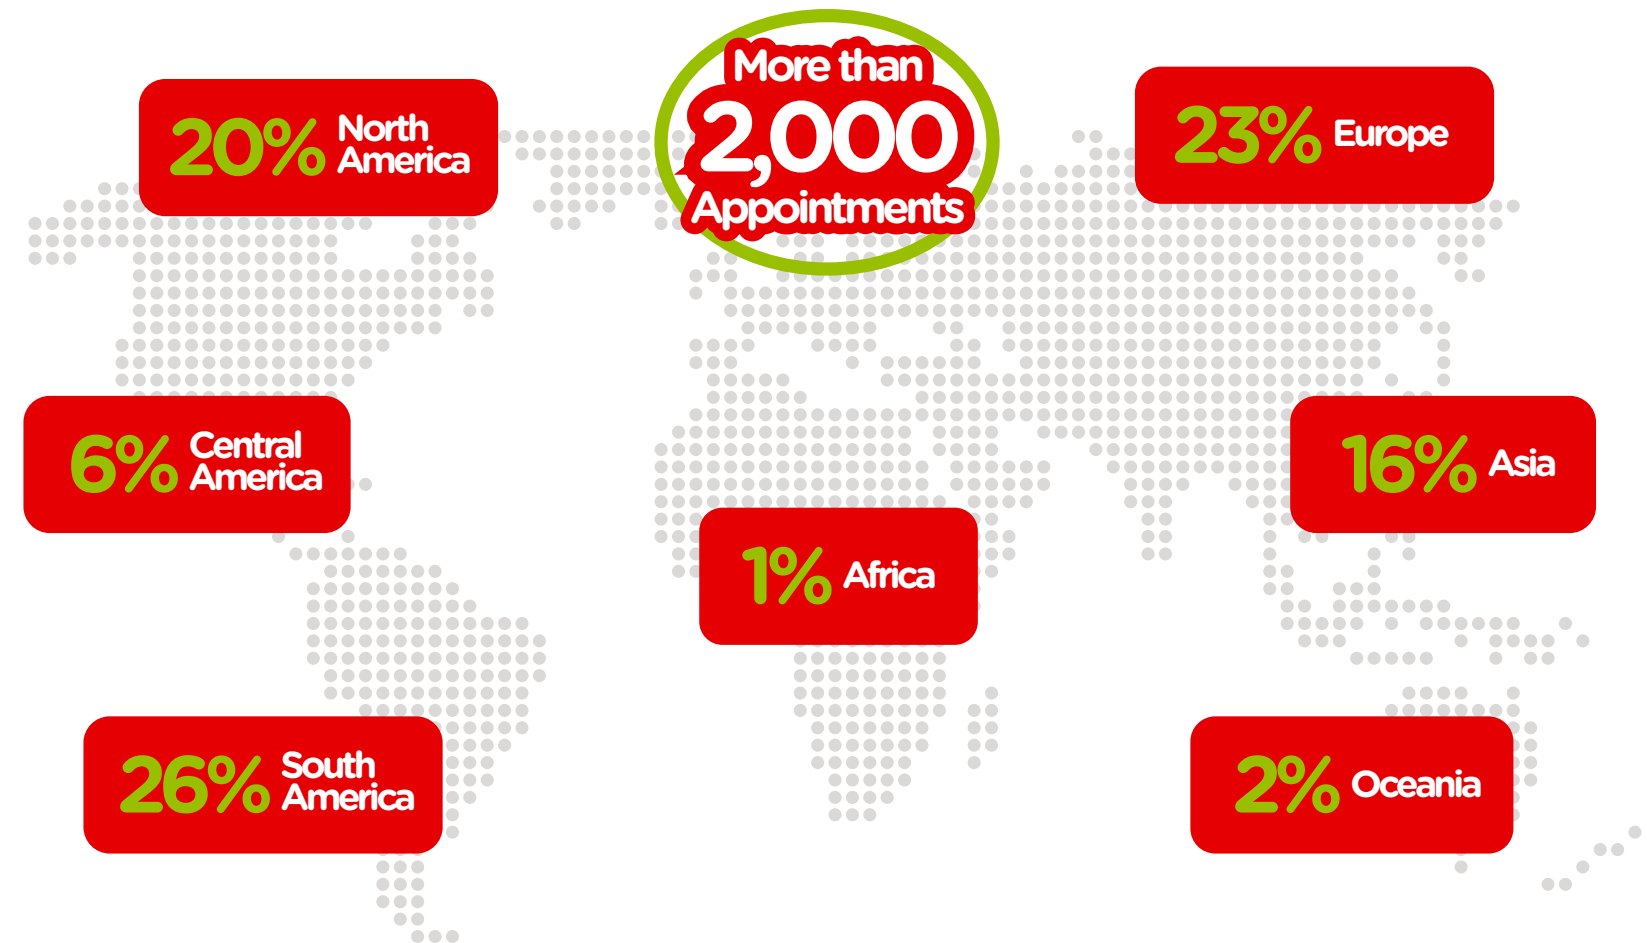 More than
2,000
Appointments
20% North
America
23% Europe
6% Central
America
16% Asia
1% Africa
26% South
America
2% Oceania